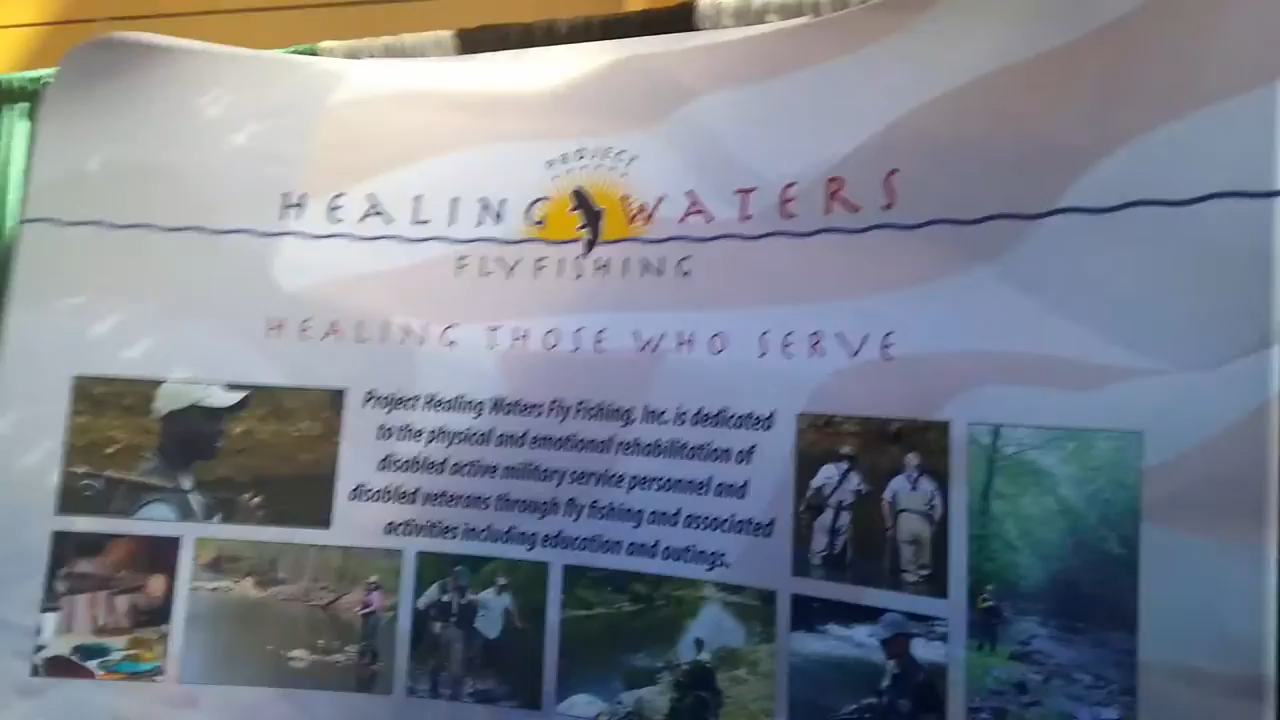 PROJECT
HEALING WATERS
FLY FISHING
HEALING THOSE WHO SERVE
Project Healing Waters Fly Fishing, Inc. is dedicated
to the physical and emotional rehabilitation of
disabled active military service personnel and
disabled veterans through fly fishing and associated
activities including education and outings.